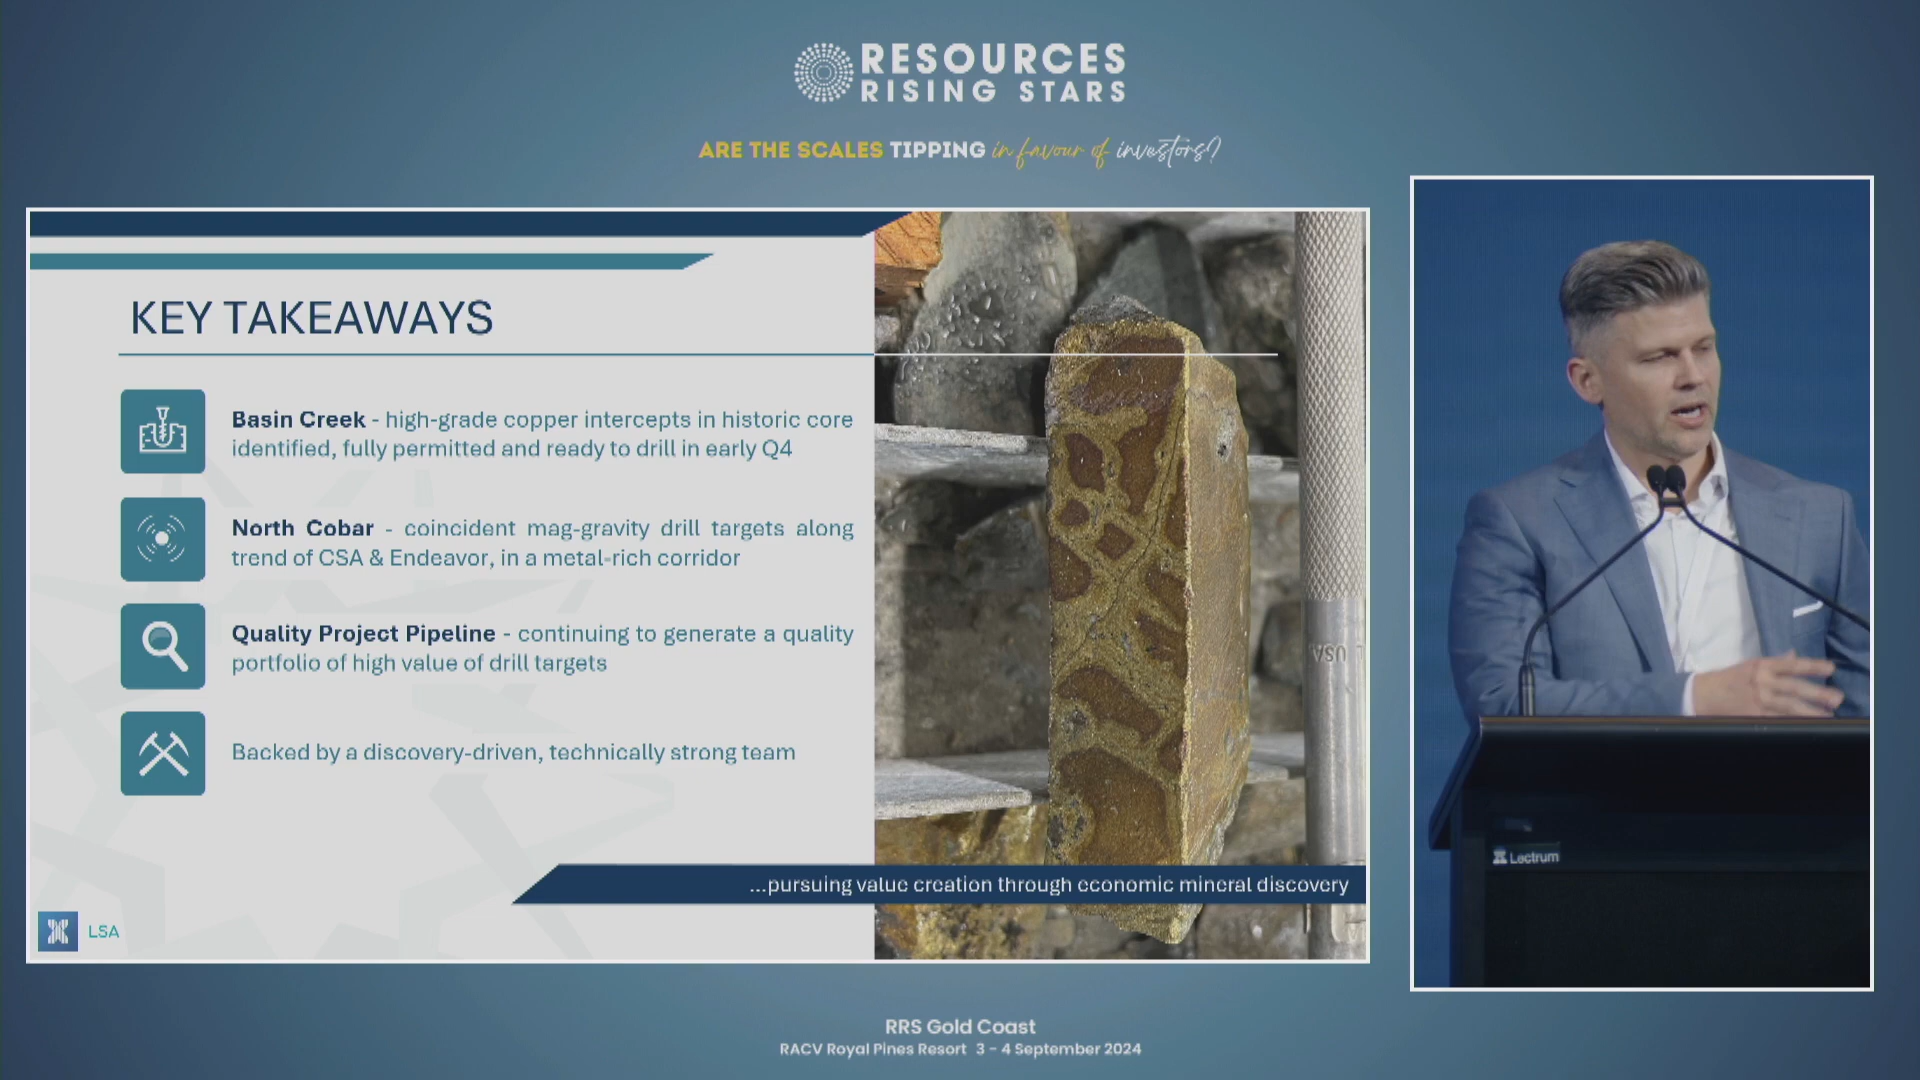 RESOURCES
RISING STARS
ARE THE SCALES TIPPING in favour of investors?
KEY TAKEAWAYS
Basin Creek - high-grade copper intercepts in historic core
identified, fully permitted and ready to drill in early Q4
North Cobar - coincident mag-gravity drill targets along
trend of CSA & Endeavor, in a metal-rich corridor
Quality Project Pipeline - continuing to generate a quality
portfolio of high value of drill targets
Backed by a discovery-driven, technically strong team
...pursuing value creation through economic mineral discovery
LSA
USA
Lectrum
RRS Gold Coast
RACV Royal Pines Resort 3 - 4 September 2024